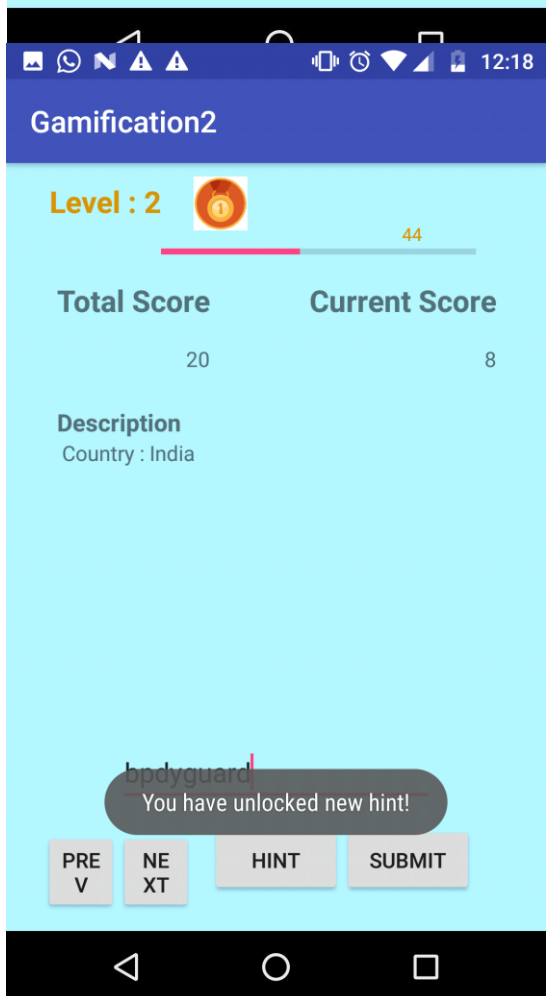 12:18
Gamification2
Level : 2
1
44
Total Score Current Score
20 8
Description
Country : India
bpdyguard
You have unlocked new hint!
PRE
V
NE
XT
HINT
SUBMIT